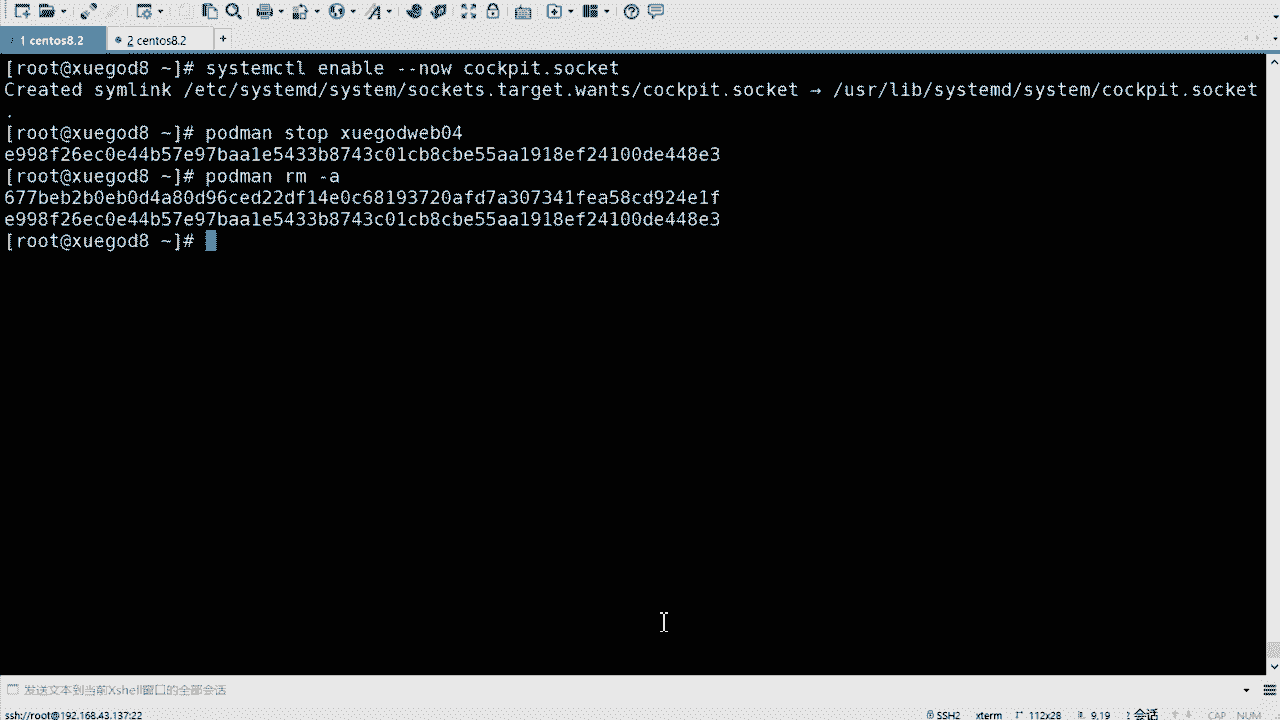 1 centos8.2
2 centos8.2
+
[root@xuegod8 ~]# systemctl enable --now cockpit.socket
Created symlink /etc/systemd/system/sockets.target.wants/cockpit.socket → /usr/lib/systemd/system/cockpit.socket
.
[root@xuegod8 ~]# podman stop xuegodweb04
e998f26ec0e44b57e97baa1e5433b8743c01cb8cbe55aa1918ef24100de448e3
[root@xuegod8 ~]# podman rm -a
677beb2b0eb0d4a80d96ced22df14e0c68193720afd7a307341fea58cd924e1f
e998f26ec0e44b57e97baa1e5433b8743c01cb8cbe55aa1918ef24100de448e3
[root@xuegod8 ~]#
发送文本到当前Xshell窗口的全部会话
ssh://root@192.168.43.137:22
SSH2
xterm
112x28
9,19
会话
CAP
NUM